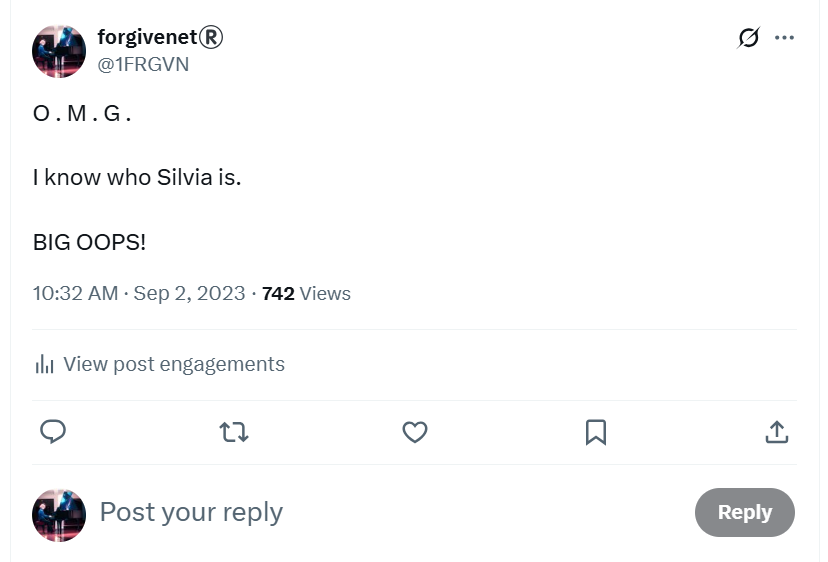 forgivenet®
@1FRGVN
O . M . G .
I know who Silvia is.
BIG OOPS!
10:32 AM · Sep 2, 2023 · 742 Views
View post engagements
Post your reply
Reply